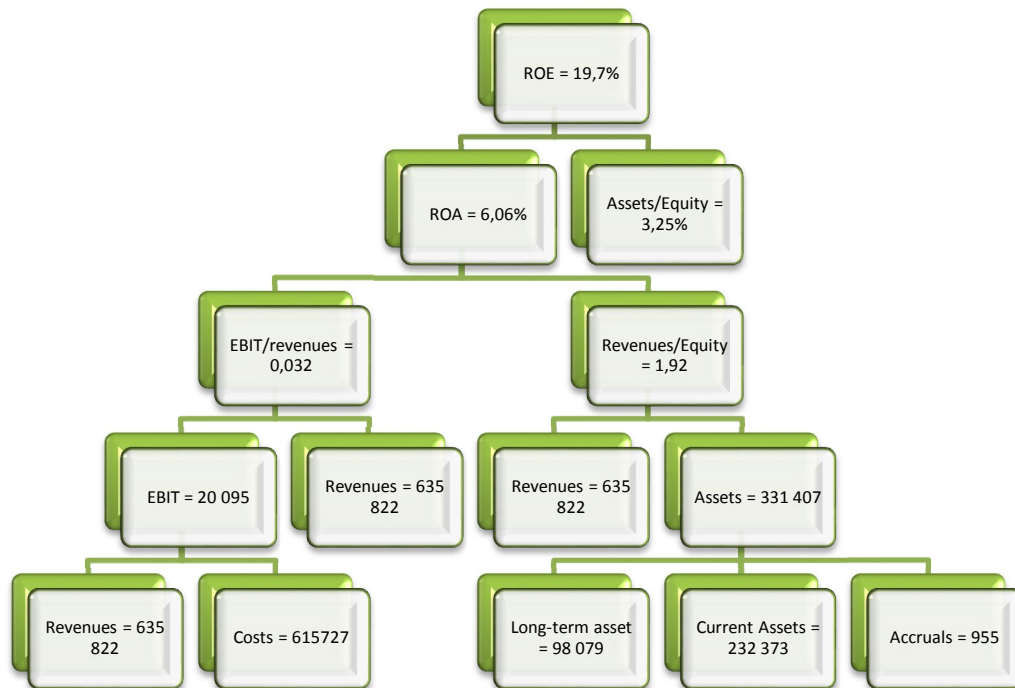 ROE = 19,7%
ROA = 6,06%
Assets/Equity =
3,25%
EBIT/revenues =
0,032
Revenues/Equity
= 1,92
EBIT = 20 095
Revenues = 635
822
Revenues = 635
822
Assets = 331 407
Revenues = 635
822
Costs = 615727
Long-term asset
= 98 079
Current Assets =
232 373
Accruals = 955